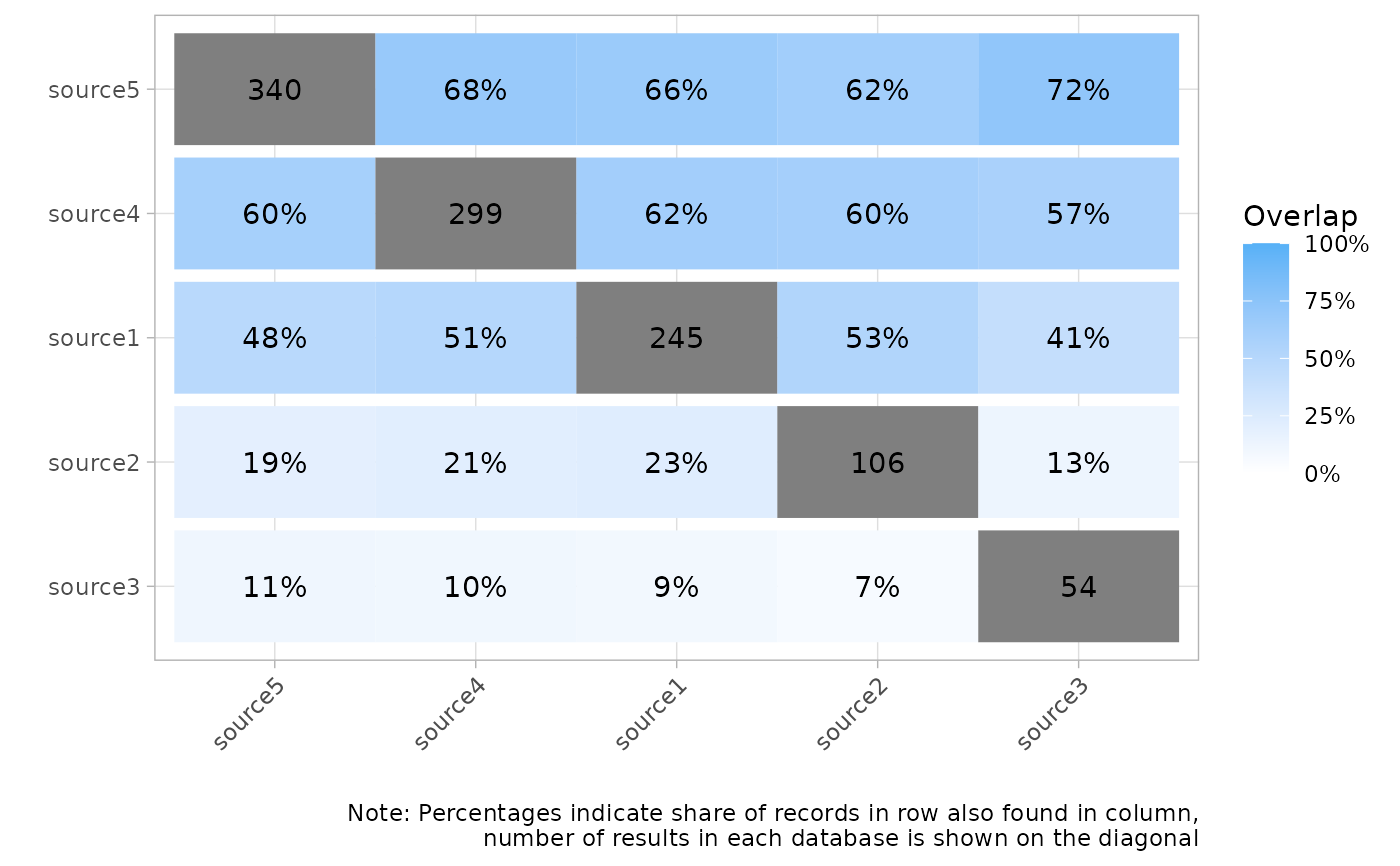 source5 340 68% 66% 62% 72%
source4 60% 299 62% 60% 57%
source1 48% 51% 245 53% 41%
source2 19% 21% 23% 106 13%
source3 11% 10% 9% 7% 54
source5 source4 source1 source2 source3
Overlap
100%
75%
50%
25%
0%
Note: Percentages indicate share of records in row also found in column,
number of results in each database is shown on the diagonal